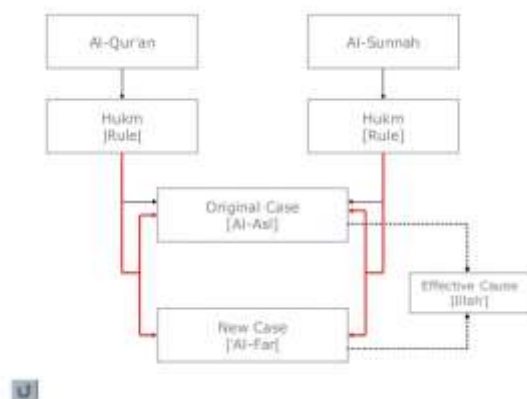 Al-Qur'an
Al-Sunnah
Hukm
]Rule[
Hukm
[Rule]
Original Case
[Al-Asl]
Effective Cause
]Illah'[
New Case
['Al-Far[